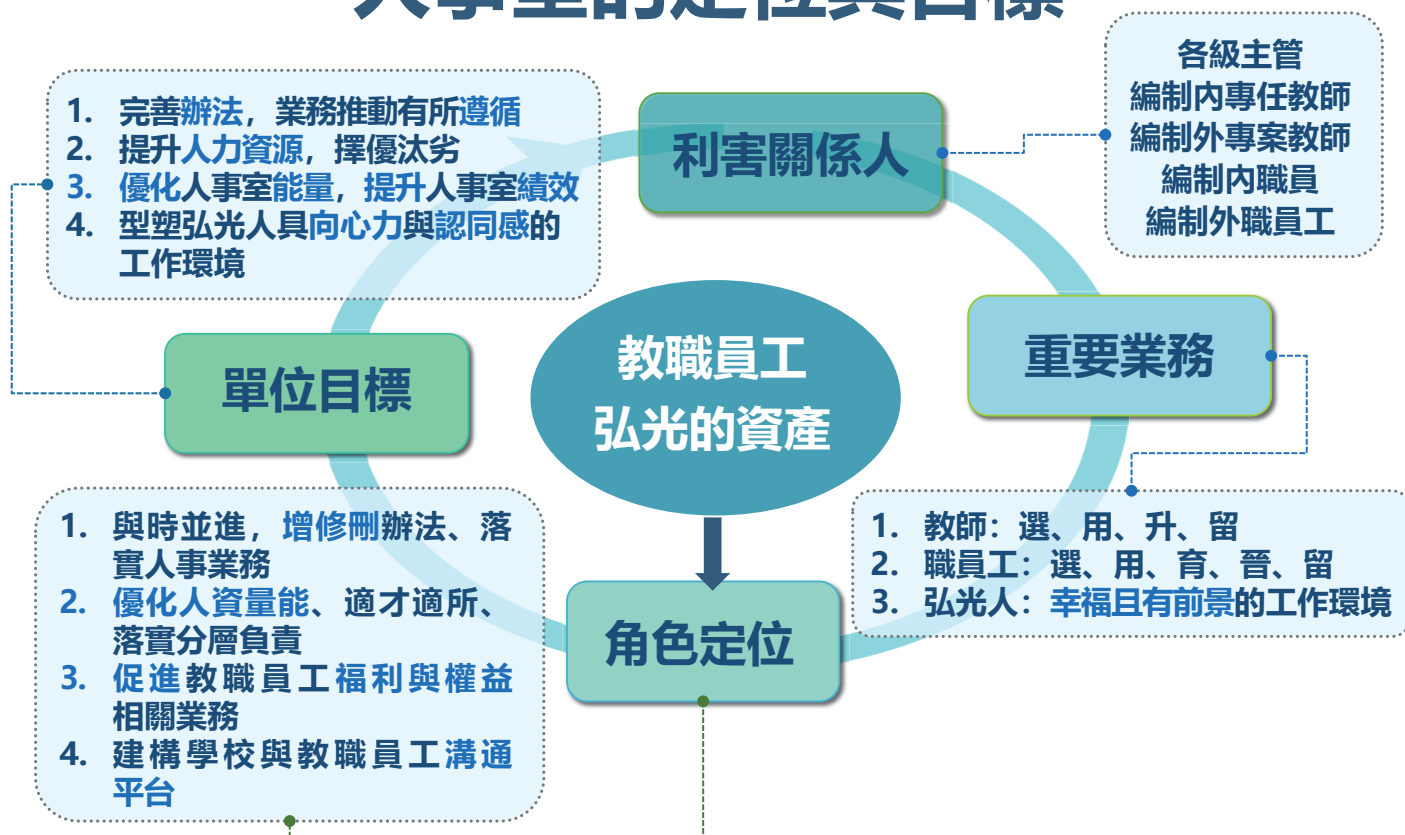 人事室的定位與目標
各級主管
編制內專任教師
編制外專案教師
編制內職員
編制外職員工
1. 完善辦法，業務推動有所遵循
2. 提升人力資源，擇優汰劣
3. 優化人事室能量，提升人事室績效
4. 型塑弘光人具向心力與認同感的
工作環境
利害關係人
單位目標
教職員工
弘光的資產
重要業務
1. 與時並進，增修刪辦法、落
實人事業務
2. 優化人資量能、適才適所、
落實分層負責
3. 促進教職員工福利與權益
相關業務
4. 建構學校與教職員工溝通
平台
角色定位
1. 教師：選、用、升、留
2. 職員工：選、用、育、晉、留
3. 弘光人：幸福且有前景的工作環境